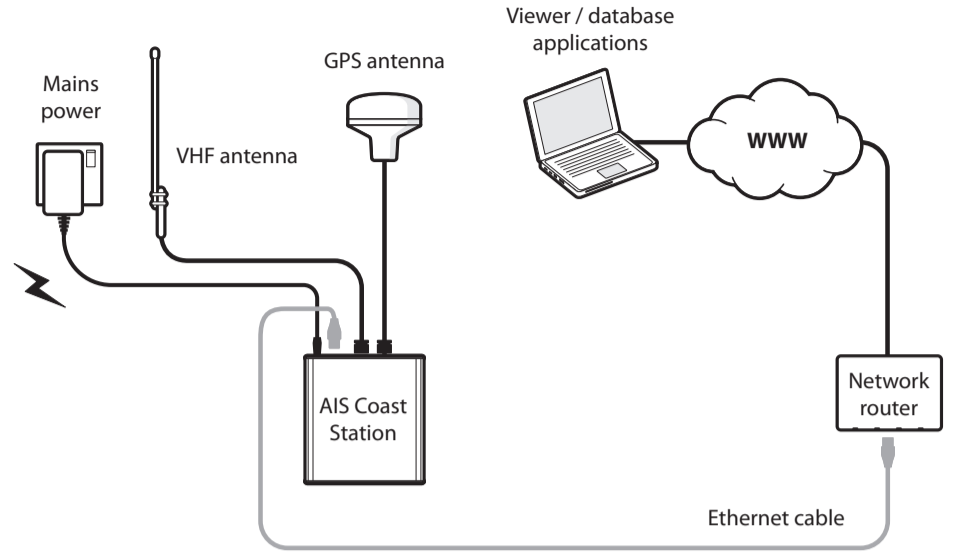 Viewer / database
applications
GPS antenna
Mains
power
VHF antenna
WWW
Network
router
AIS Coast
Station
Ethernet cable